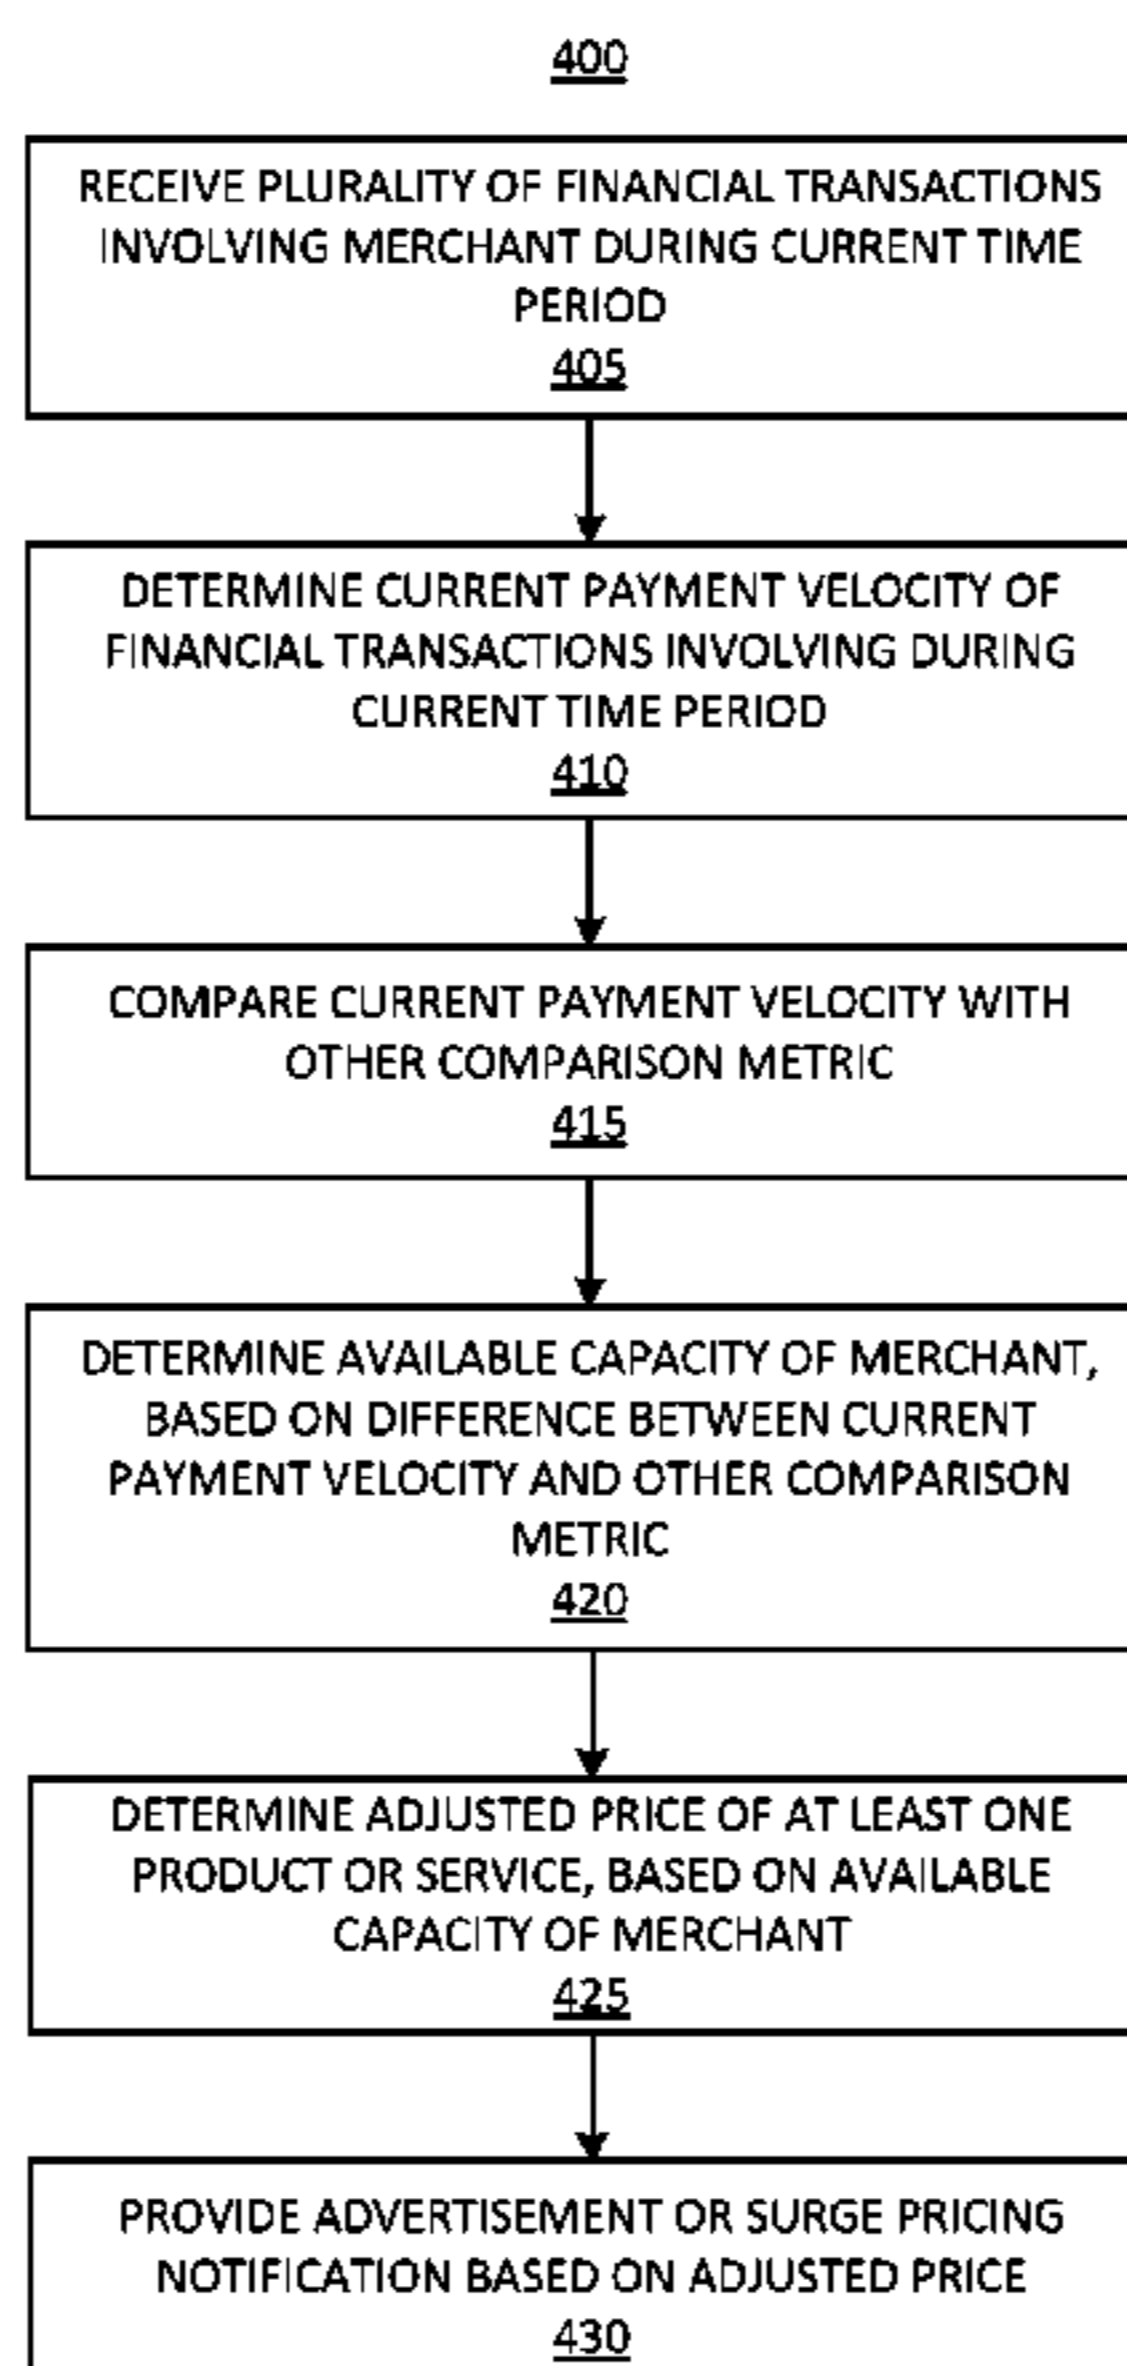 400
RECEIVE PLURALITY OF FINANCIAL TRANSACTIONS
INVOLVING MERCHANT DURING CURRENT TIME
PERIOD
405
DETERMINE CURRENT PAYMENT VELOCITY OF
FINANCIAL TRANSACTIONS INVOLVING DURING
CURRENT TIME PERIOD
410
COMPARE CURRENT PAYMENT VELOCITY WITH
OTHER COMPARISON METRIC
415
DETERMINE AVAILABLE CAPACITY OF MERCHANT,
BASED ON DIFFERENCE BETWEEN CURRENT
PAYMENT VELOCITY AND OTHER COMPARISON
METRIC
420
DETERMINE ADJUSTED PRICE OF AT LEAST ONE
PRODUCT OR SERVICE, BASED ON AVAILABLE
CAPACITY OF MERCHANT
425
PROVIDE ADVERTISEMENT OR SURGE PRICING
NOTIFICATION BASED ON ADJUSTED PRICE
430